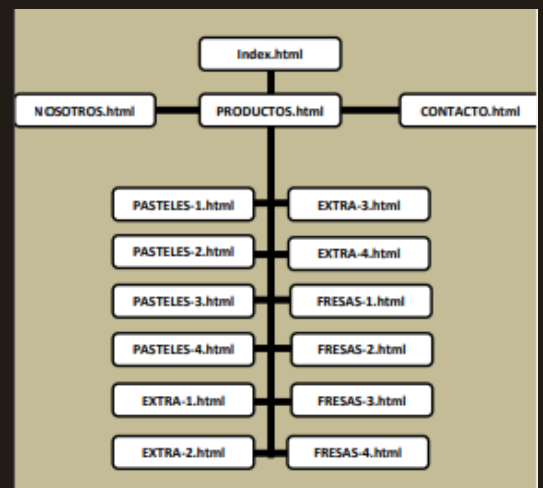 Index.html
NOSOTROS.html
PRODUCTOS.html
CONTACTO.html
PASTELES-1.html
EXTRA-3.html
PASTELES-2.html
EXTRA-4.html
PASTELES-3.html
FRESAS-1.html
PASTELES-4.html
FRESAS-2.html
EXTRA-1.html
FRESAS-3.html
EXTRA-2.html
FRESAS-4.html